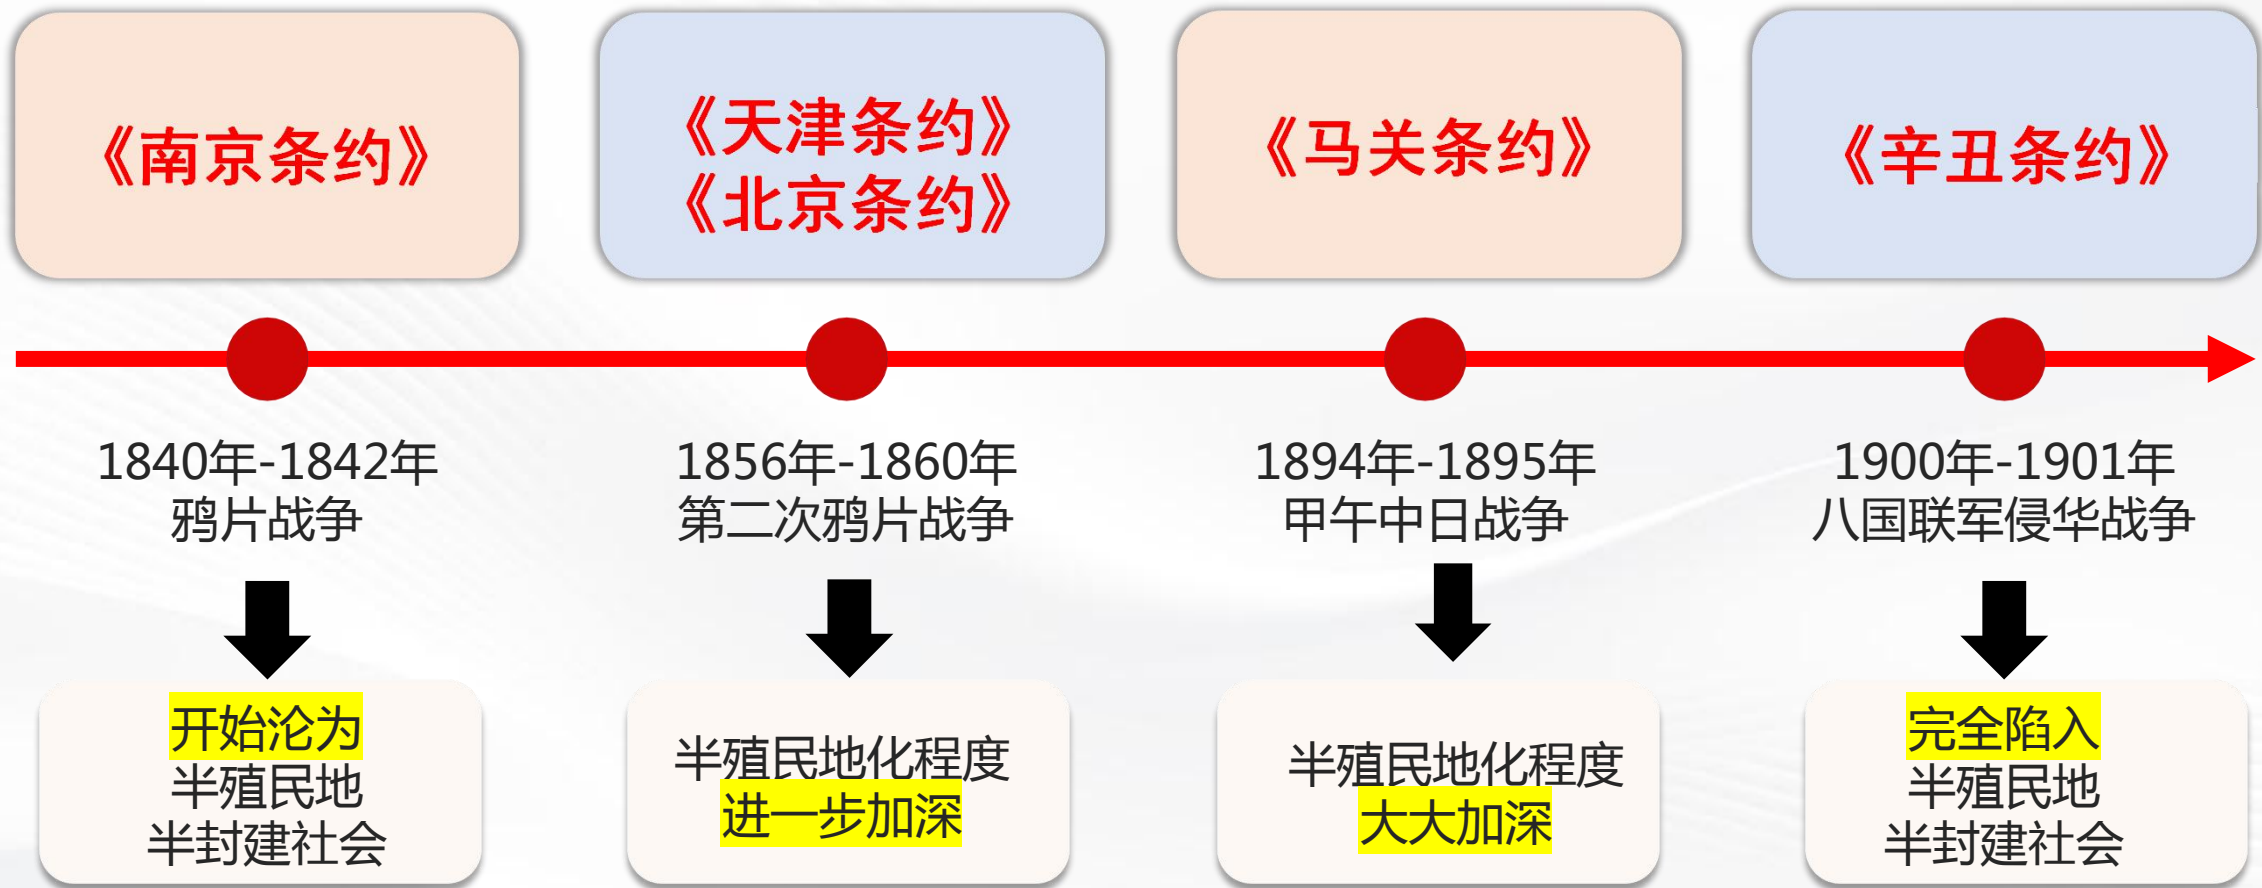 《南京条约》
《天津条约》
《北京条约》
《马关条约》
《辛丑条约》
1840年-1842年
鸦片战争
1856年-1860年
第二次鸦片战争
1894年-1895年
甲午中日战争
1900年-1901年
八国联军侵华战争
开始沦为
半殖民地
半封建社会
半殖民地化程度
进一步加深
半殖民地化程度
大大加深
完全陷入
半殖民地
半封建社会